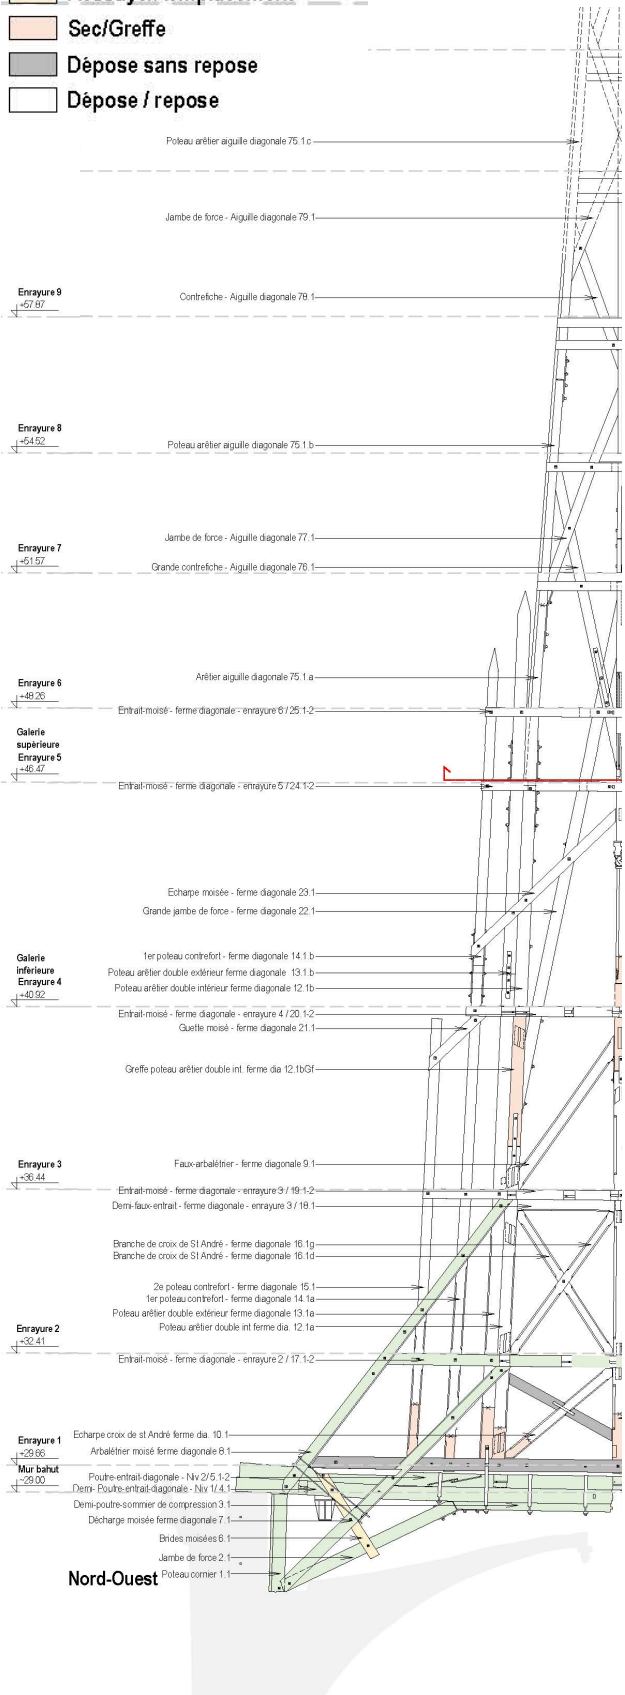 Sec/Greffe
Dépose sans repose
Dépose / repose
Poteau arêtier aiguille diagonale 75.1.c
Jambe de force - Aiguille diagonale 79.1
Enrayure 9
+57.87
Contrefiche - Aiguille diagonale 78.1
Enrayure 8
+54.52
Poteau arêtier aiguille diagonale 75.1.b
Jambe de force - Aiguille diagonale 77.1
Enrayure 7
+51.57
Grande contrefiche - Aiguille diagonale 76.1
Arêtier aiguille diagonale 75.1.a
Enrayure 6
+48.26
Entrait-moisé - ferme diagonale - enrayure 6 / 25.1-2
Galerie
supérieure
Enrayure 5
+46.47
Entrait-moisé - ferme diagonale - enrayure 5 / 24.1-2
Echarpe moisée - ferme diagonale 23.1
Grande jambe de force - ferme diagonale 22.1
1er poteau contrefort - ferme diagonale 14.1.b
Galerie
inférieure
Enrayure 4
+40.92
Poteau arêtier double extérieur ferme diagonale 13.1.b
Poteau arêtier double intérieur ferme diagonale 12.1b
Entrait-moisé - ferme diagonale - enrayure 4 / 20.1-2
Guette moisé - ferme diagonale 21.1
Greffe poteau arêtier double int. ferme dia 12.1bGf
Enrayure 3
+36.44
Faux-arbalétrier - ferme diagonale 9.1
Entrait-moisé - ferme diagonale - enrayure 3 / 19.1-2
Demi-faux-entrait - ferme diagonale - enrayure 3 / 18.1
Branche de croix de St André - ferme diagonale 16.1g
Branche de croix de St André - ferme diagonale 16.1d
2e poteau contrefort - ferme diagonale 15.1
1er poteau contrefort - ferme diagonale 14.1a
Poteau arêtier double extérieur ferme diagonale 13.1a
Poteau arêtier double int ferme dia. 12.1a
Enrayure 2
+32.41
Entrait-moisé - ferme diagonale - enrayure 2 / 17.1-2
Echarpe croix de st André ferme dia. 10.1
Enrayure 1
+29.66
Arbalétrier moisé ferme diagonale 8.1
Mur bahut
-29.00
Poutre-entrait-diagonale - Niv 2/ 5.1-2
Demi- Poutre-entrait-diagonale - Niv 1/ 4.1
Demi-poutre-sommier de compression 3.1
Décharge moisée ferme diagonale 7.1
Brides moisées 6.1
Jambe de force 2.1
Poteau cornier 1.1
Nord-Ouest